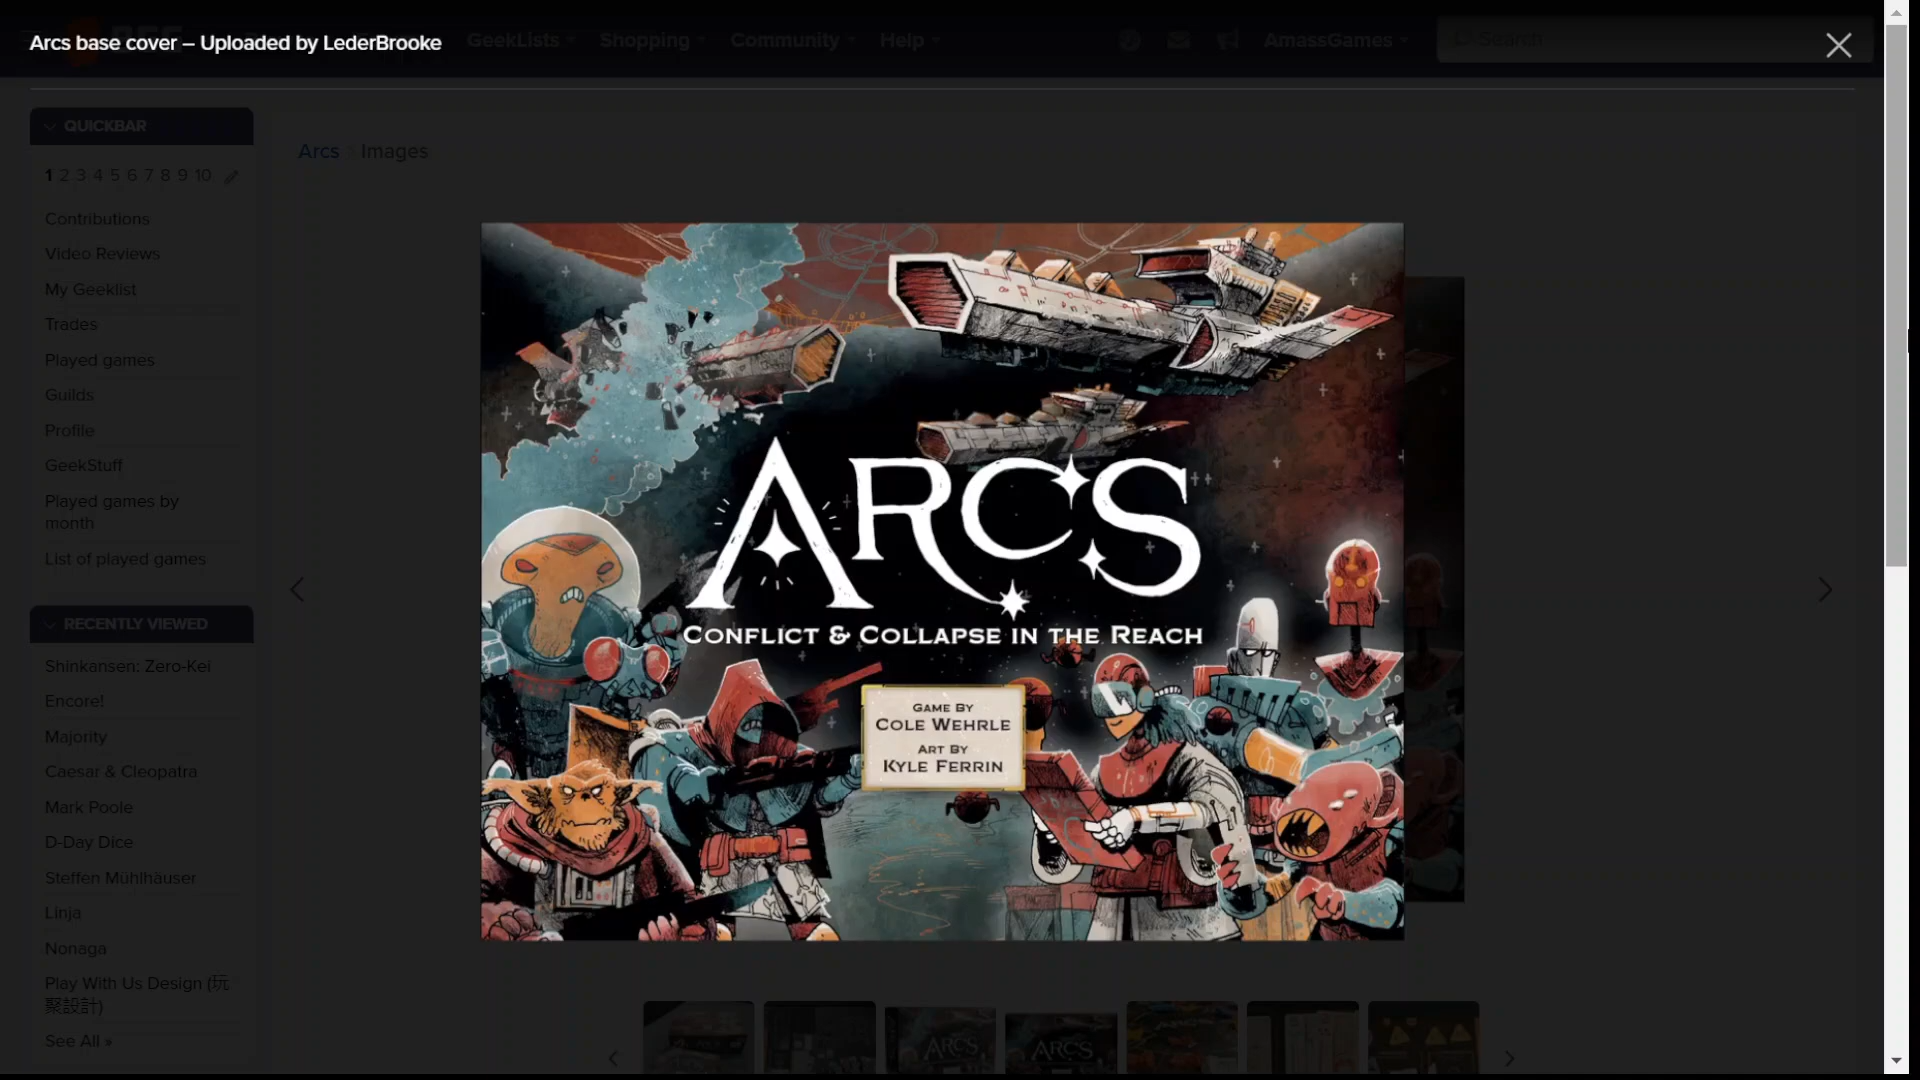 Arcs base cover – Uploaded by LederBrooke
GeekLists
Shopping
Community
Help
AmassGames
Search
QUICKBAR
Arcs
Images
1 2 3 4 5 6 7 8 9 10
Contributions
Video Reviews
My Geeklist
Trades
Played games
Guilds
Profile
GeekStuff
Played games by
month
List of played games
RECENTLY VIEWED
Shinkansen: Zero-Kei
Encore!
Majority
Caesar & Cleopatra
Mark Poole
D-Day Dice
Steffen Mühlhäuser
Linja
Nonaga
Play With Us Design (玩
聚設計)
See All »
ARCS
CONFLICT & COLLAPSE IN THE REACH
GAME BY
COLE WEHRLE
ART BY
KYLE FERRIN
ARCS
ARCS